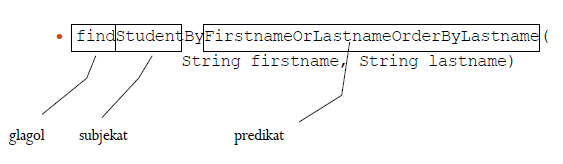 • findStudentByFirstnameOrLastnameOrderByLastname(
String firstname, String lastname)
glagol subjekat predikat